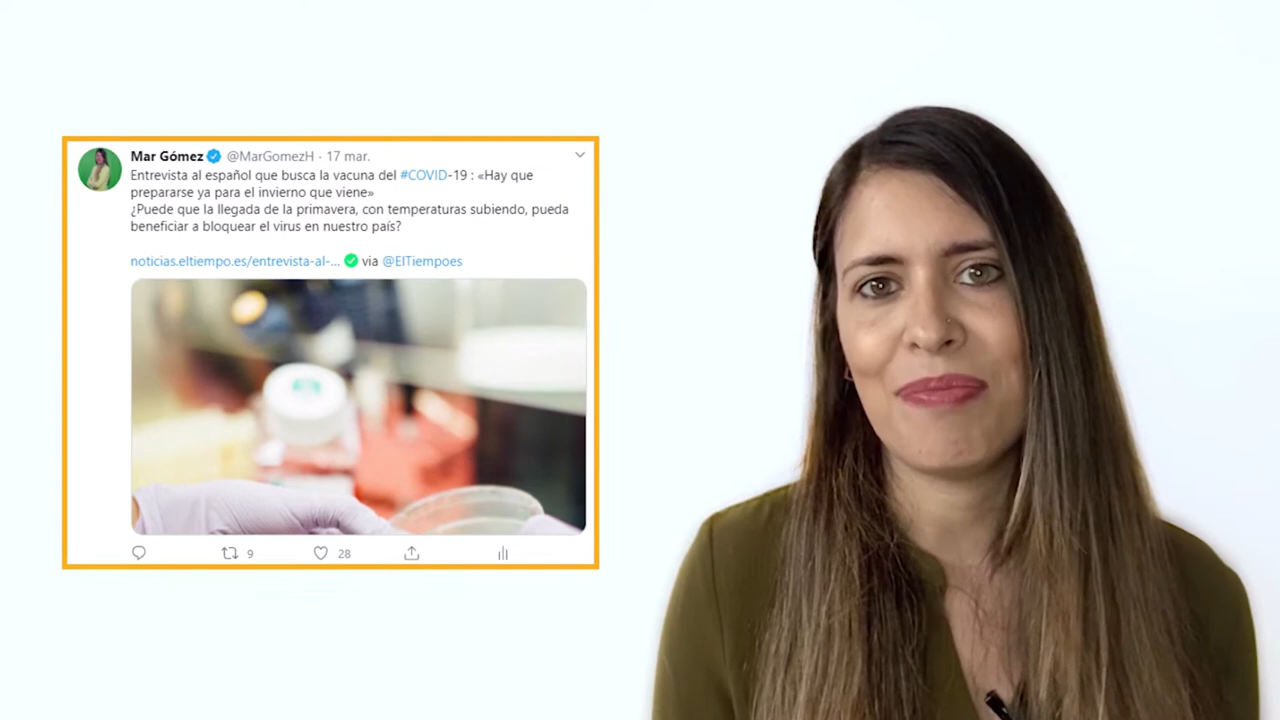 Mar Gómez @MarGomezH · 17 mar.
Entrevista al español que busca la vacuna del #COVID-19 : «Hay que
prepararse ya para el invierno que viene»
¿Puede que la llegada de la primavera, con temperaturas subiendo, pueda
beneficiar a bloquear el virus en nuestro país?
noticias.eltiempo.es/entrevista-al-... ✅ via @ElTiempoes
9 28